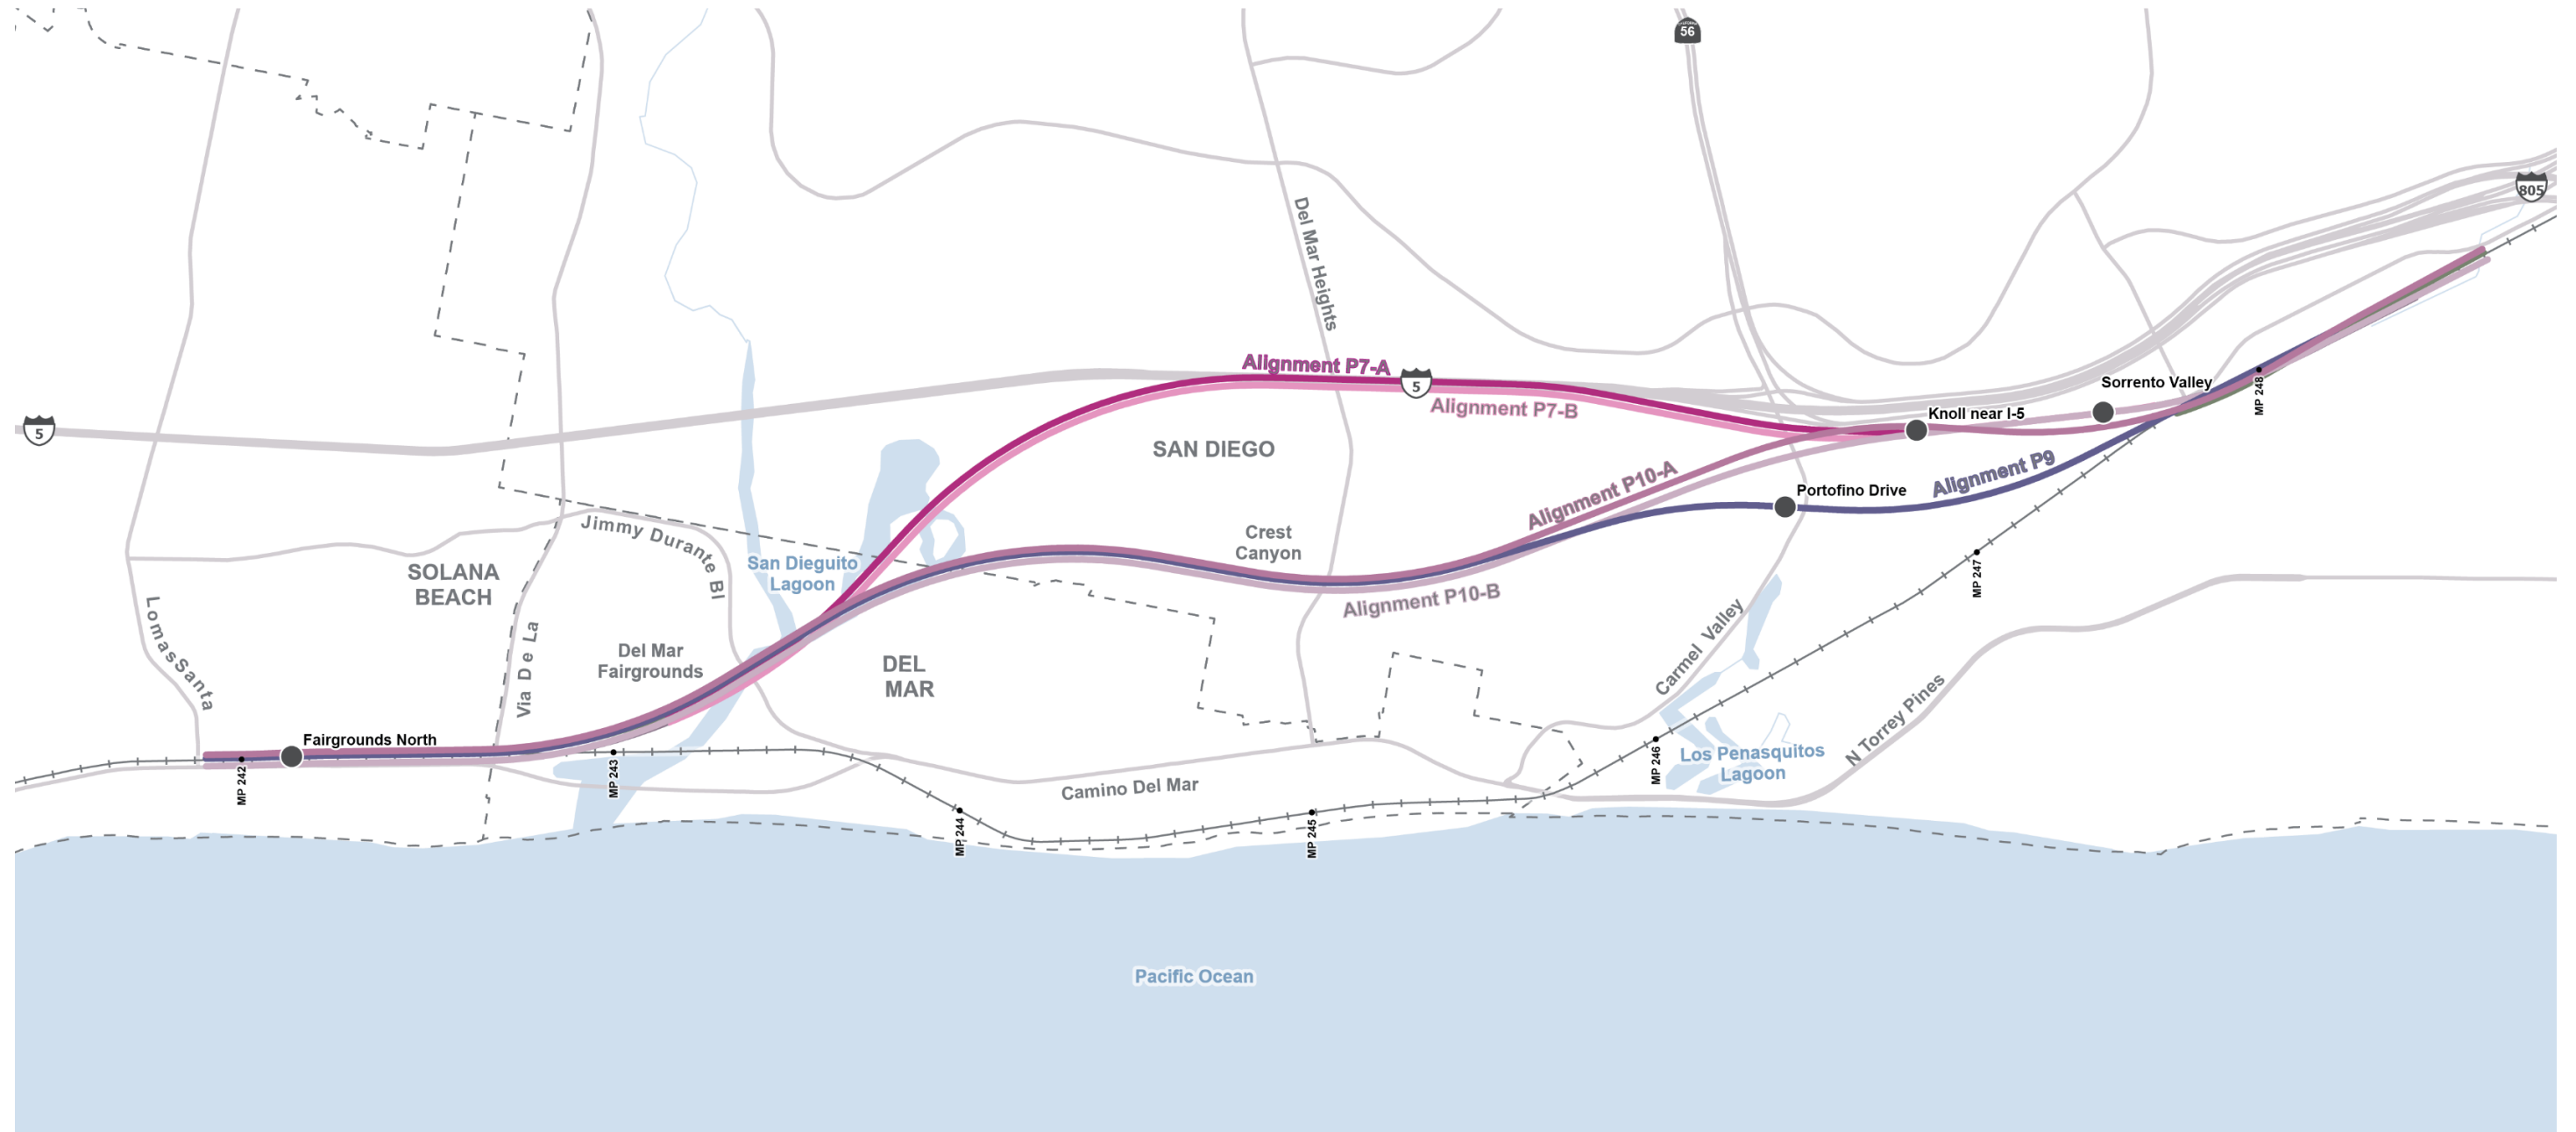 56
805
Del Mar Heights
Alignment P7-A
5
Alignment P7-B
Sorrento Valley
MP 248
Knoll near I-5
5
SAN DIEGO
Alignment P10-A
Alignment P9
Portofino Drive
Jimmy Durante Bl
Crest
Canyon
San Dieguito
Lagoon
SOLANA
BEACH
Alignment P10-B
MP 247
Lomas Santa
Via De La
Del Mar
Fairgrounds
DEL
MAR
Carmel Valley
N Torrey Pines
Fairgrounds North
MP 242
MP 243
MP 246
Los Penasquitos
Lagoon
Camino Del Mar
MP 244
MP 245
Pacific Ocean